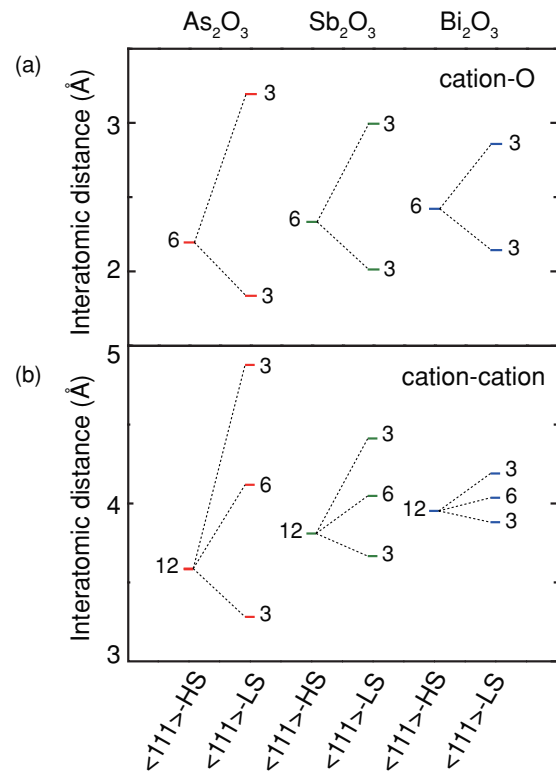 As₂O₃ Sb₂O₃ Bi₂O₃
(a)
cation-O
Interatomic distance (Å)
3
2
6 3 3
6 3 3
6 3 3
(b)
cation-cation
Interatomic distance (Å)
5
4
3
12 3 6 3
12 3 6 3
12 3 6 3
<111>-HS <111>-LS <111>-HS <111>-LS <111>-HS <111>-LS